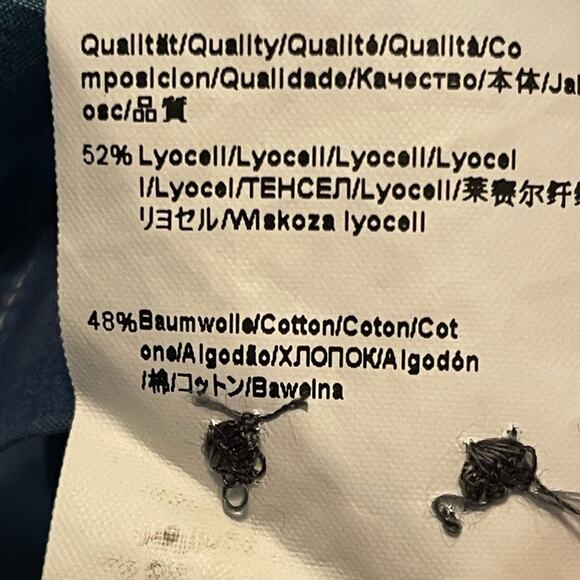 Qualität/Quality/Qualité/Qualità/Co
mposicion/Qualidade/Качество/本体/Jak
osc/品質
52% Lyocell/Lyocell/Lyocell/Lyocel
l/Lyocel/ТЕНСЕЛ/Lyocell/莱赛尔纤维
リヨセル/Wiskoza lyocell
48% Baumwolle/Cotton/Coton/Cot
one/Algodão/ХЛОПОК/Algodón
/棉/コットン/Bawelna